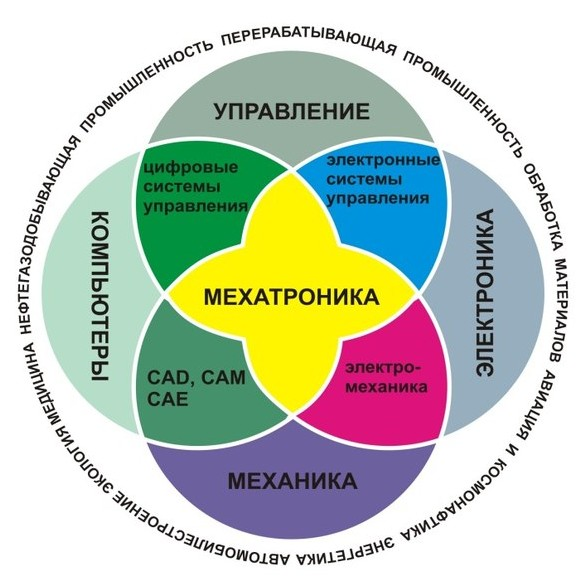 НЕФТЕГАЗОДОБЫВАЮЩАЯ ПРОМЫШЛЕННОСТЬ ПЕРЕРАБАТЫВАЮЩАЯ ПРОМЫШЛЕННОСТЬ ОБРАБОТКА МАТЕРИАЛОВ АВИАЦИЯ И КОСМОНАФТИКА ЭНЕРГЕТИКА АВТОМОБИЛЕСТРОЕНИЕ ЭКОЛОГИЯ МЕДИЦИНА
УПРАВЛЕНИЕ
цифровые
системы
управления
электронные
системы
управления
КОМПЬЮТЕРЫ
МЕХАТРОНИКА
ЭЛЕКТРОНИКА
CAD, CAM
CAE
электро-
механика
МЕХАНИКА